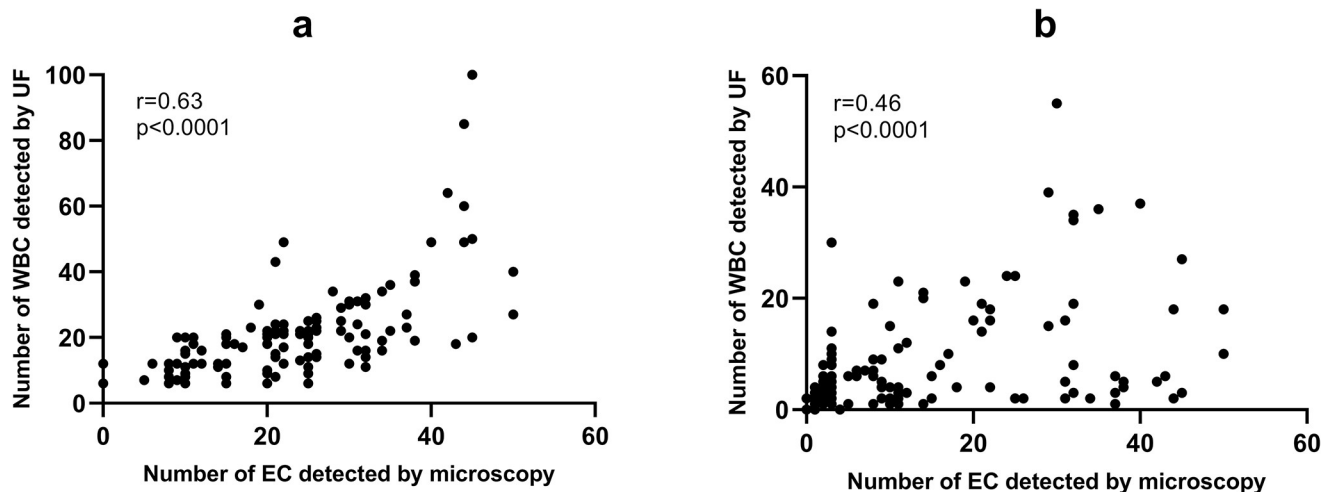 a
r=0.63
p<0.0001
Number of WBC detected by UF
100
80
60
40
20
0
0 20 40 60
Number of EC detected by microscopy
b
r=0.46
p<0.0001
Number of WBC detected by UF
60
40
20
0
0 20 40 60
Number of EC detected by microscopy